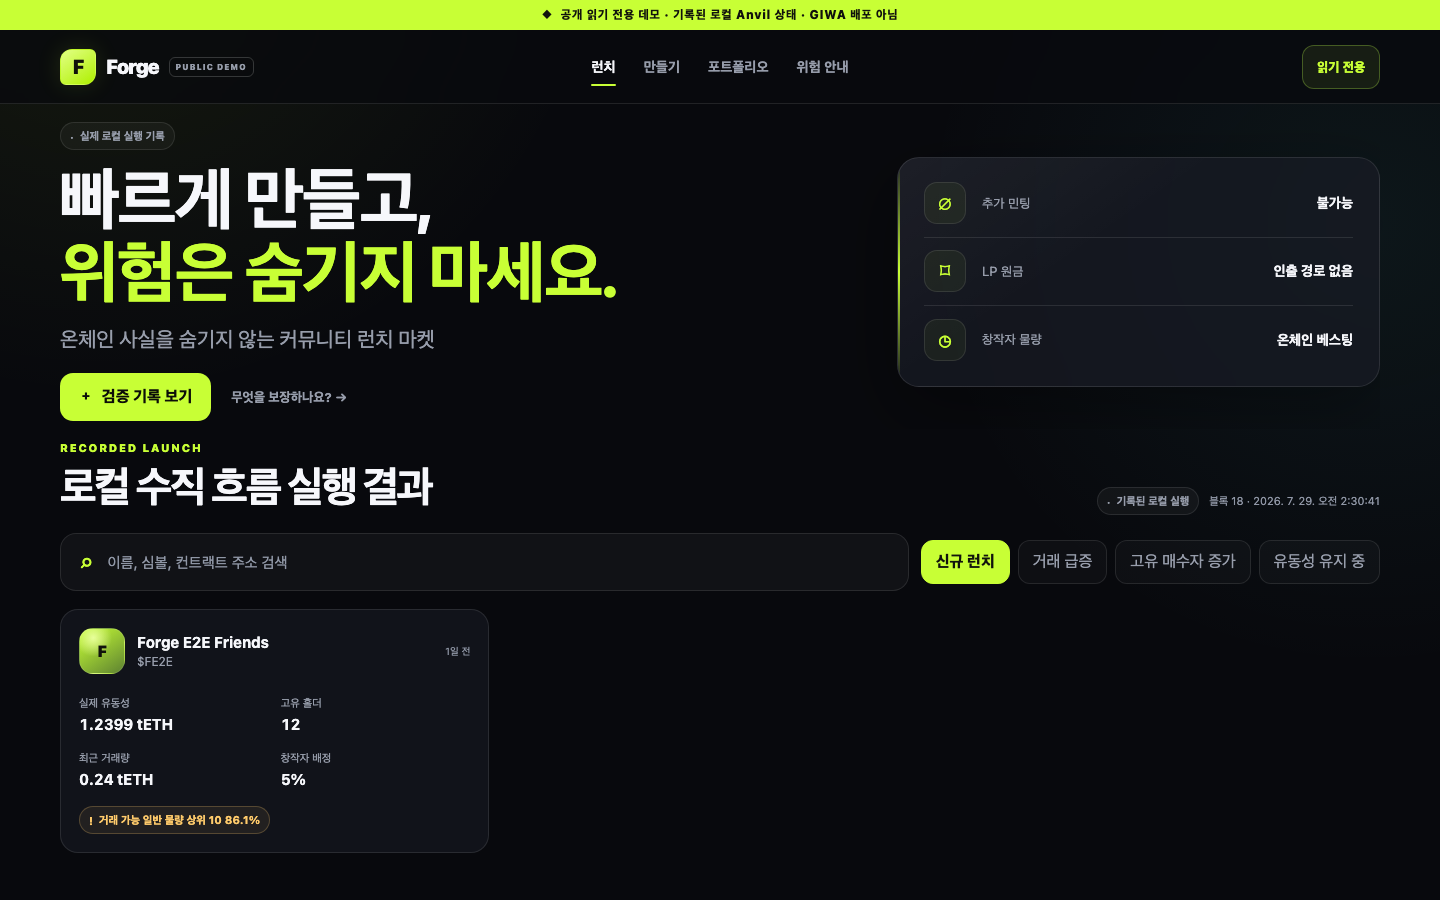 ◆ 공개 읽기 전용 데모 · 기록된 로컬 Anvil 상태 · GIWA 배포 아님
F Forge PUBLIC DEMO
런치 만들기 포트폴리오 위험 안내
읽기 전용
· 실제 로컬 실행 기록
빠르게 만들고,
위험은 숨기지 마세요.
온체인 사실을 숨기지 않는 커뮤니티 런치 마켓
+ 검증 기록 보기 무엇을 보장하나요? →
추가 민팅 불가능
LP 원금 인출 경로 없음
창작자 물량 온체인 베스팅
RECORDED LAUNCH
로컬 수직 흐름 실행 결과
· 기록된 로컬 실행 블록 18 · 2026. 7. 29. 오전 2:30:41
이름, 심볼, 컨트랙트 주소 검색
신규 런치 거래 급증 고유 매수자 증가 유동성 유지 중
F Forge E2E Friends
$FE2E
1일 전
실제 유동성 고유 홀더
1.2399 tETH 12
최근 거래량 창작자 배정
0.24 tETH 5%
! 거래 가능 일반 물량 상위 10 86.1%